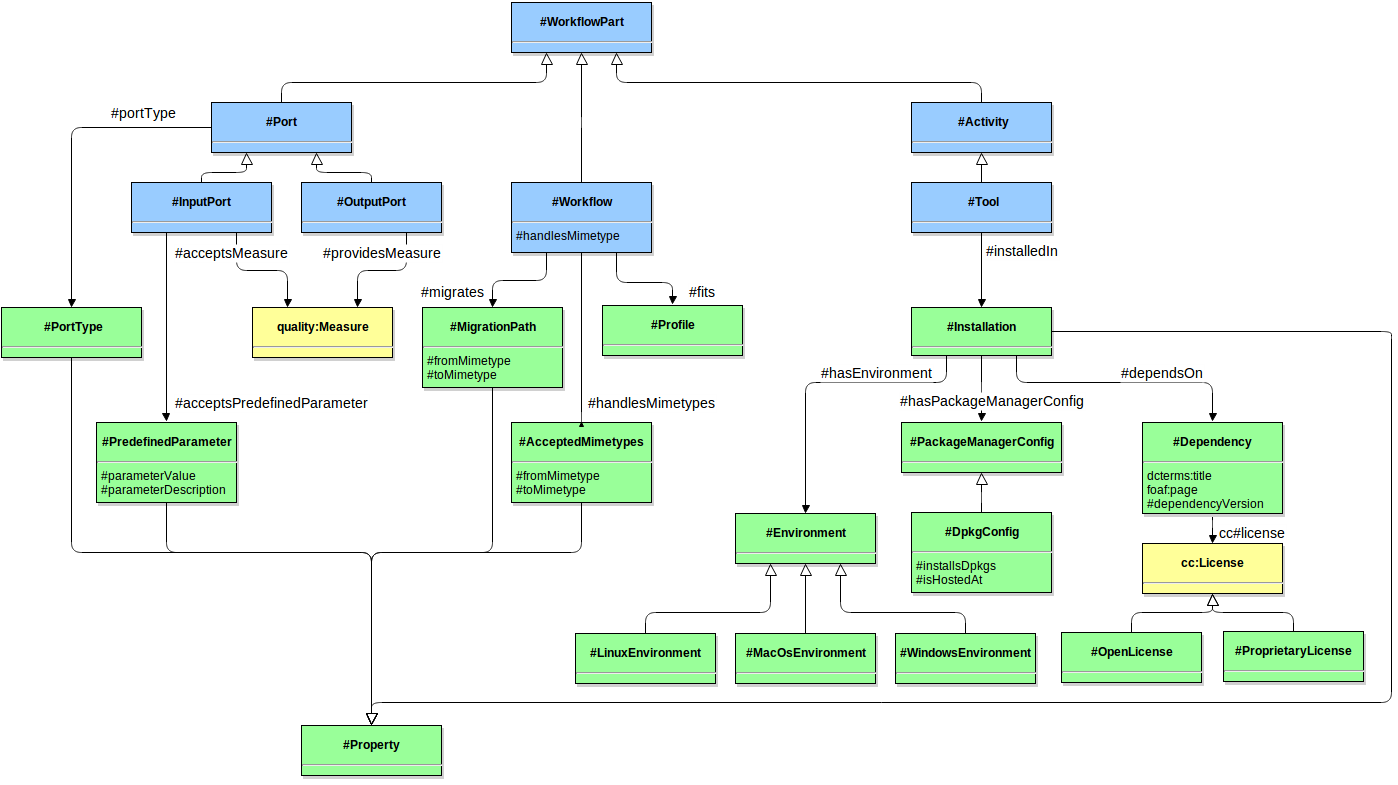 #WorkflowPart
#portType
#Port
#Activity
#InputPort
#OutputPort
#Workflow
#handlesMimetype
#Tool
#acceptsMeasure
#providesMeasure
#installedIn
#migrates
#fits
#PortType
quality:Measure
#MigrationPath
#fromMimetype
#toMimetype
#Profile
#Installation
#hasEnvironment
#dependsOn
#acceptsPredefinedParameter
#handlesMimetypes
#hasPackageManagerConfig
#PredefinedParameter
#parameterValue
#parameterDescription
#AcceptedMimetypes
#fromMimetype
#toMimetype
#PackageManagerConfig
#Dependency
dcterms:title
foaf:page
#dependencyVersion
#Environment
#DpkgConfig
#installsDpkgs
#isHostedAt
cc#license
cc:License
#LinuxEnvironment
#MacOsEnvironment
#WindowsEnvironment
#OpenLicense
#ProprietaryLicense
#Property